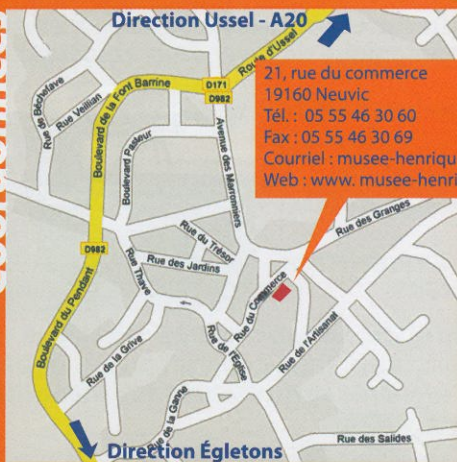 Direction Ussel - A20
21, rue du commerce
19160 Neuvic
Tél. : 05 55 46 30 60
Fax : 05 55 46 30 69
Courriel : musee-henriqu
Web : www. musee-henri
Route d'Ussel
D171
D982
Rue de Béchefave
Rue Veillian
Boulevard de la Font Barrine
Boulevard Pasteur
Avenue des Marronniers
Rue des Granges
Rue du Trésor
Rue des Jardins
D982
Rue Thave
Rue du Commerce
Boulevard du Pendant
Rue de l'Artisanat
Rue de l'Eglise
Rue de la Grive
Rue de la Ganne
Rue des Salides
Direction Égletons